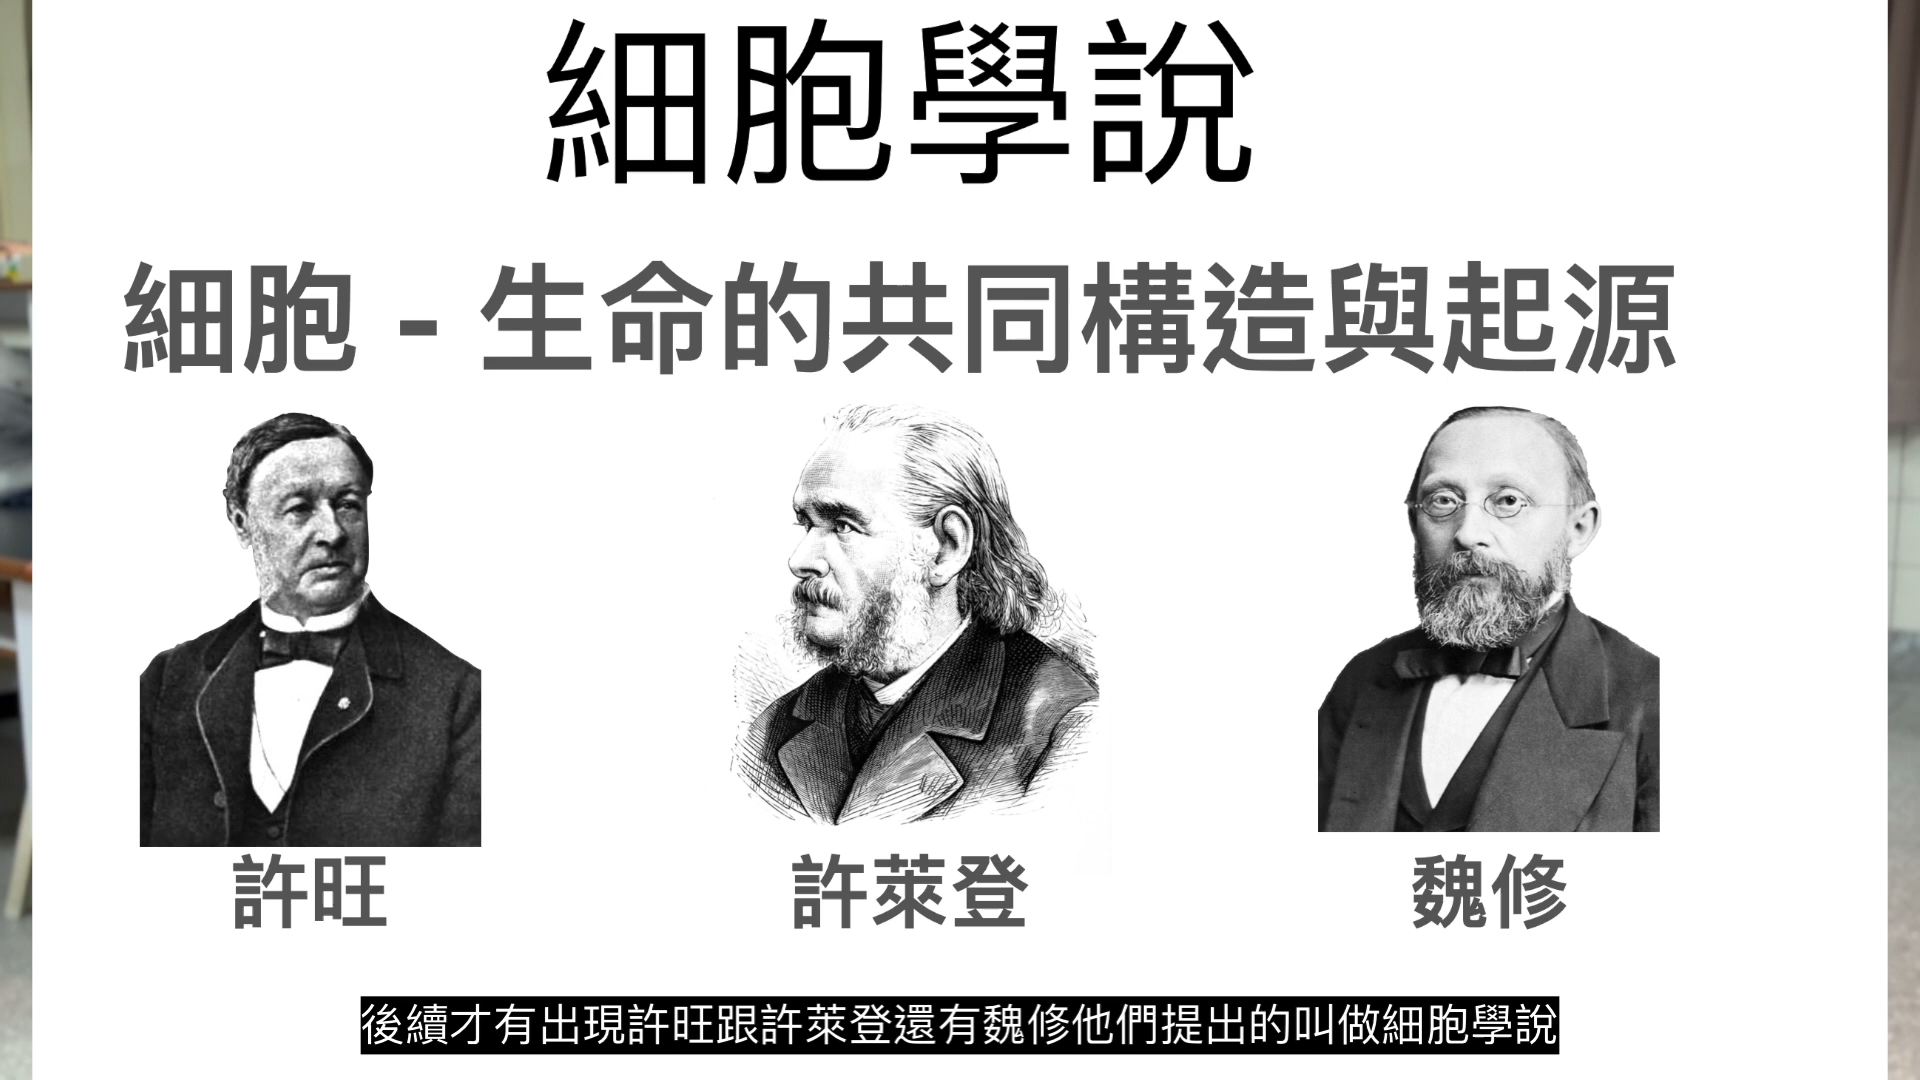 細胞學說
細胞 - 生命的共同構造與起源
許旺
許萊登
魏修
後續才有出現許旺跟許萊登還有魏修他們提出的叫做細胞學說